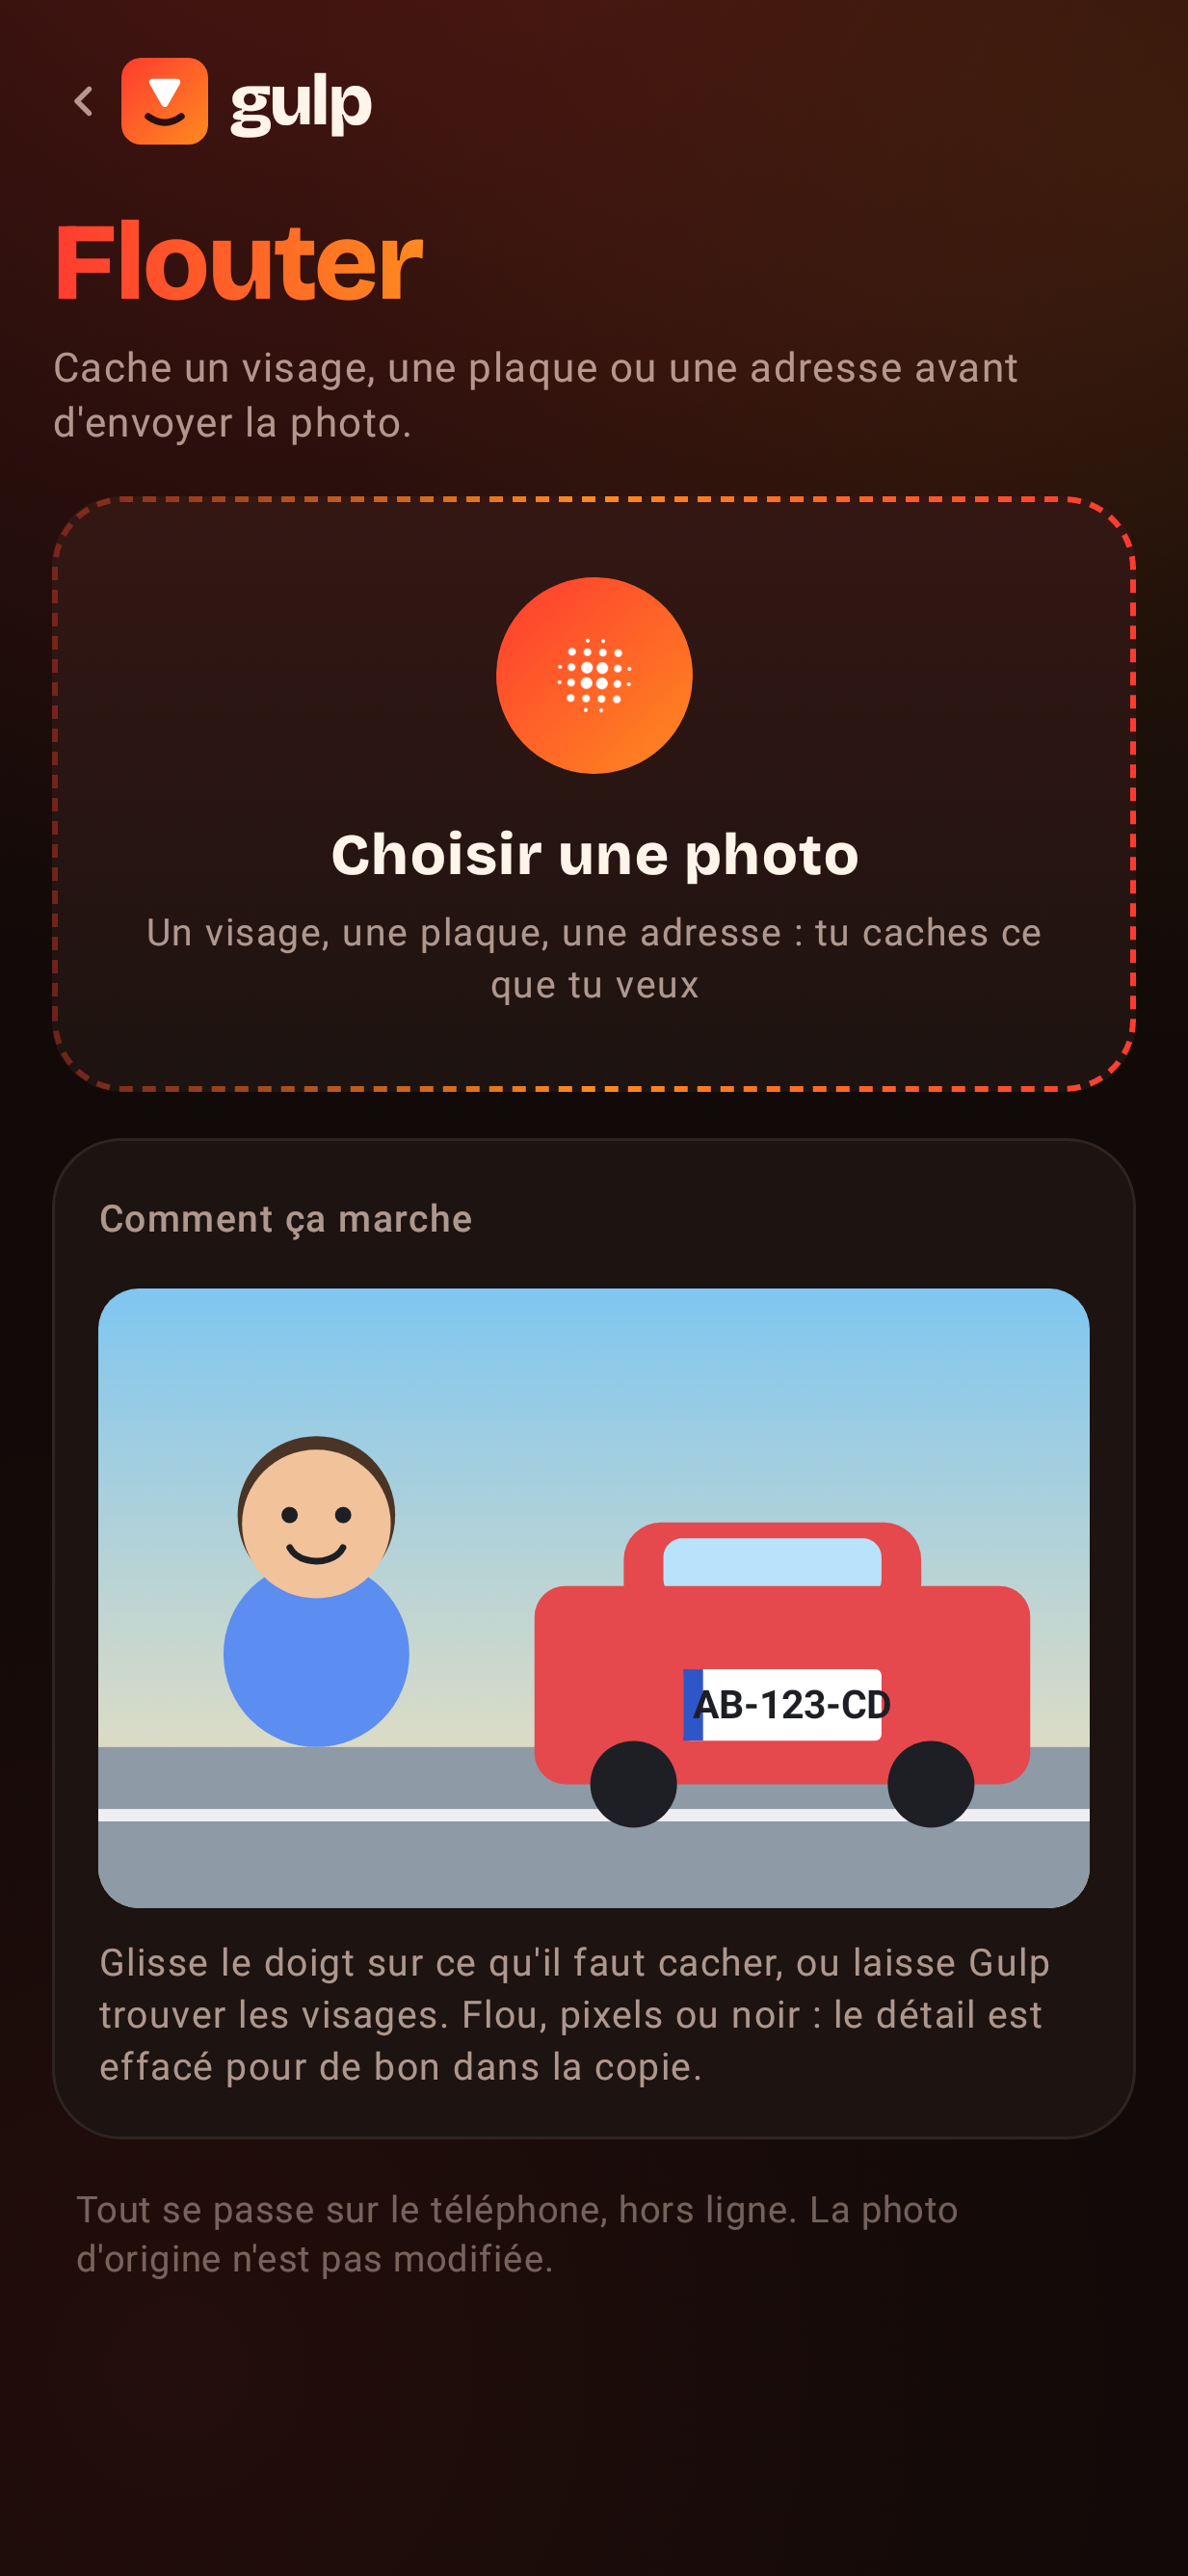 gulp
Flouter
Cache un visage, une plaque ou une adresse avant
d'envoyer la photo.
Choisir une photo
Un visage, une plaque, une adresse : tu caches ce
que tu veux
Comment ça marche
AB-123-CD
Glisse le doigt sur ce qu'il faut cacher, ou laisse Gulp
trouver les visages. Flou, pixels ou noir : le détail est
effacé pour de bon dans la copie.
Tout se passe sur le téléphone, hors ligne. La photo
d'origine n'est pas modifiée.